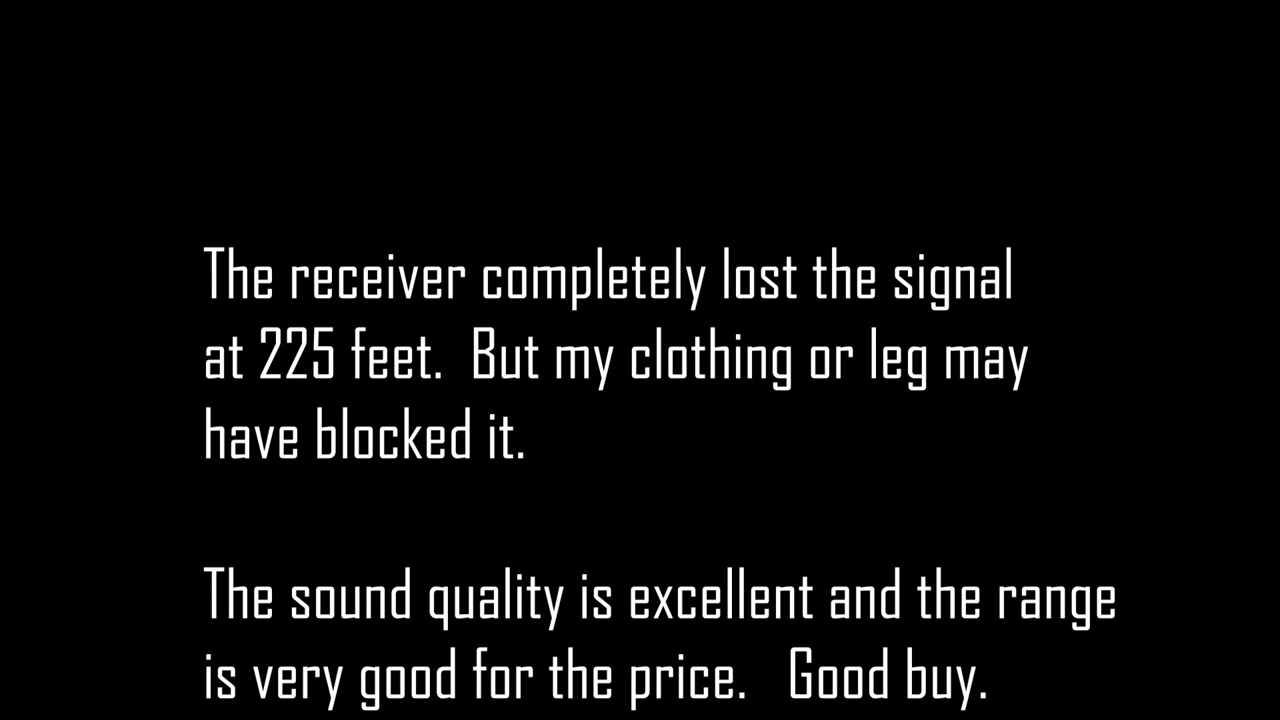 The receiver completely lost the signal
at 225 feet.  But my clothing or leg may
have blocked it.
The sound quality is excellent and the range
is very good for the price.   Good buy.